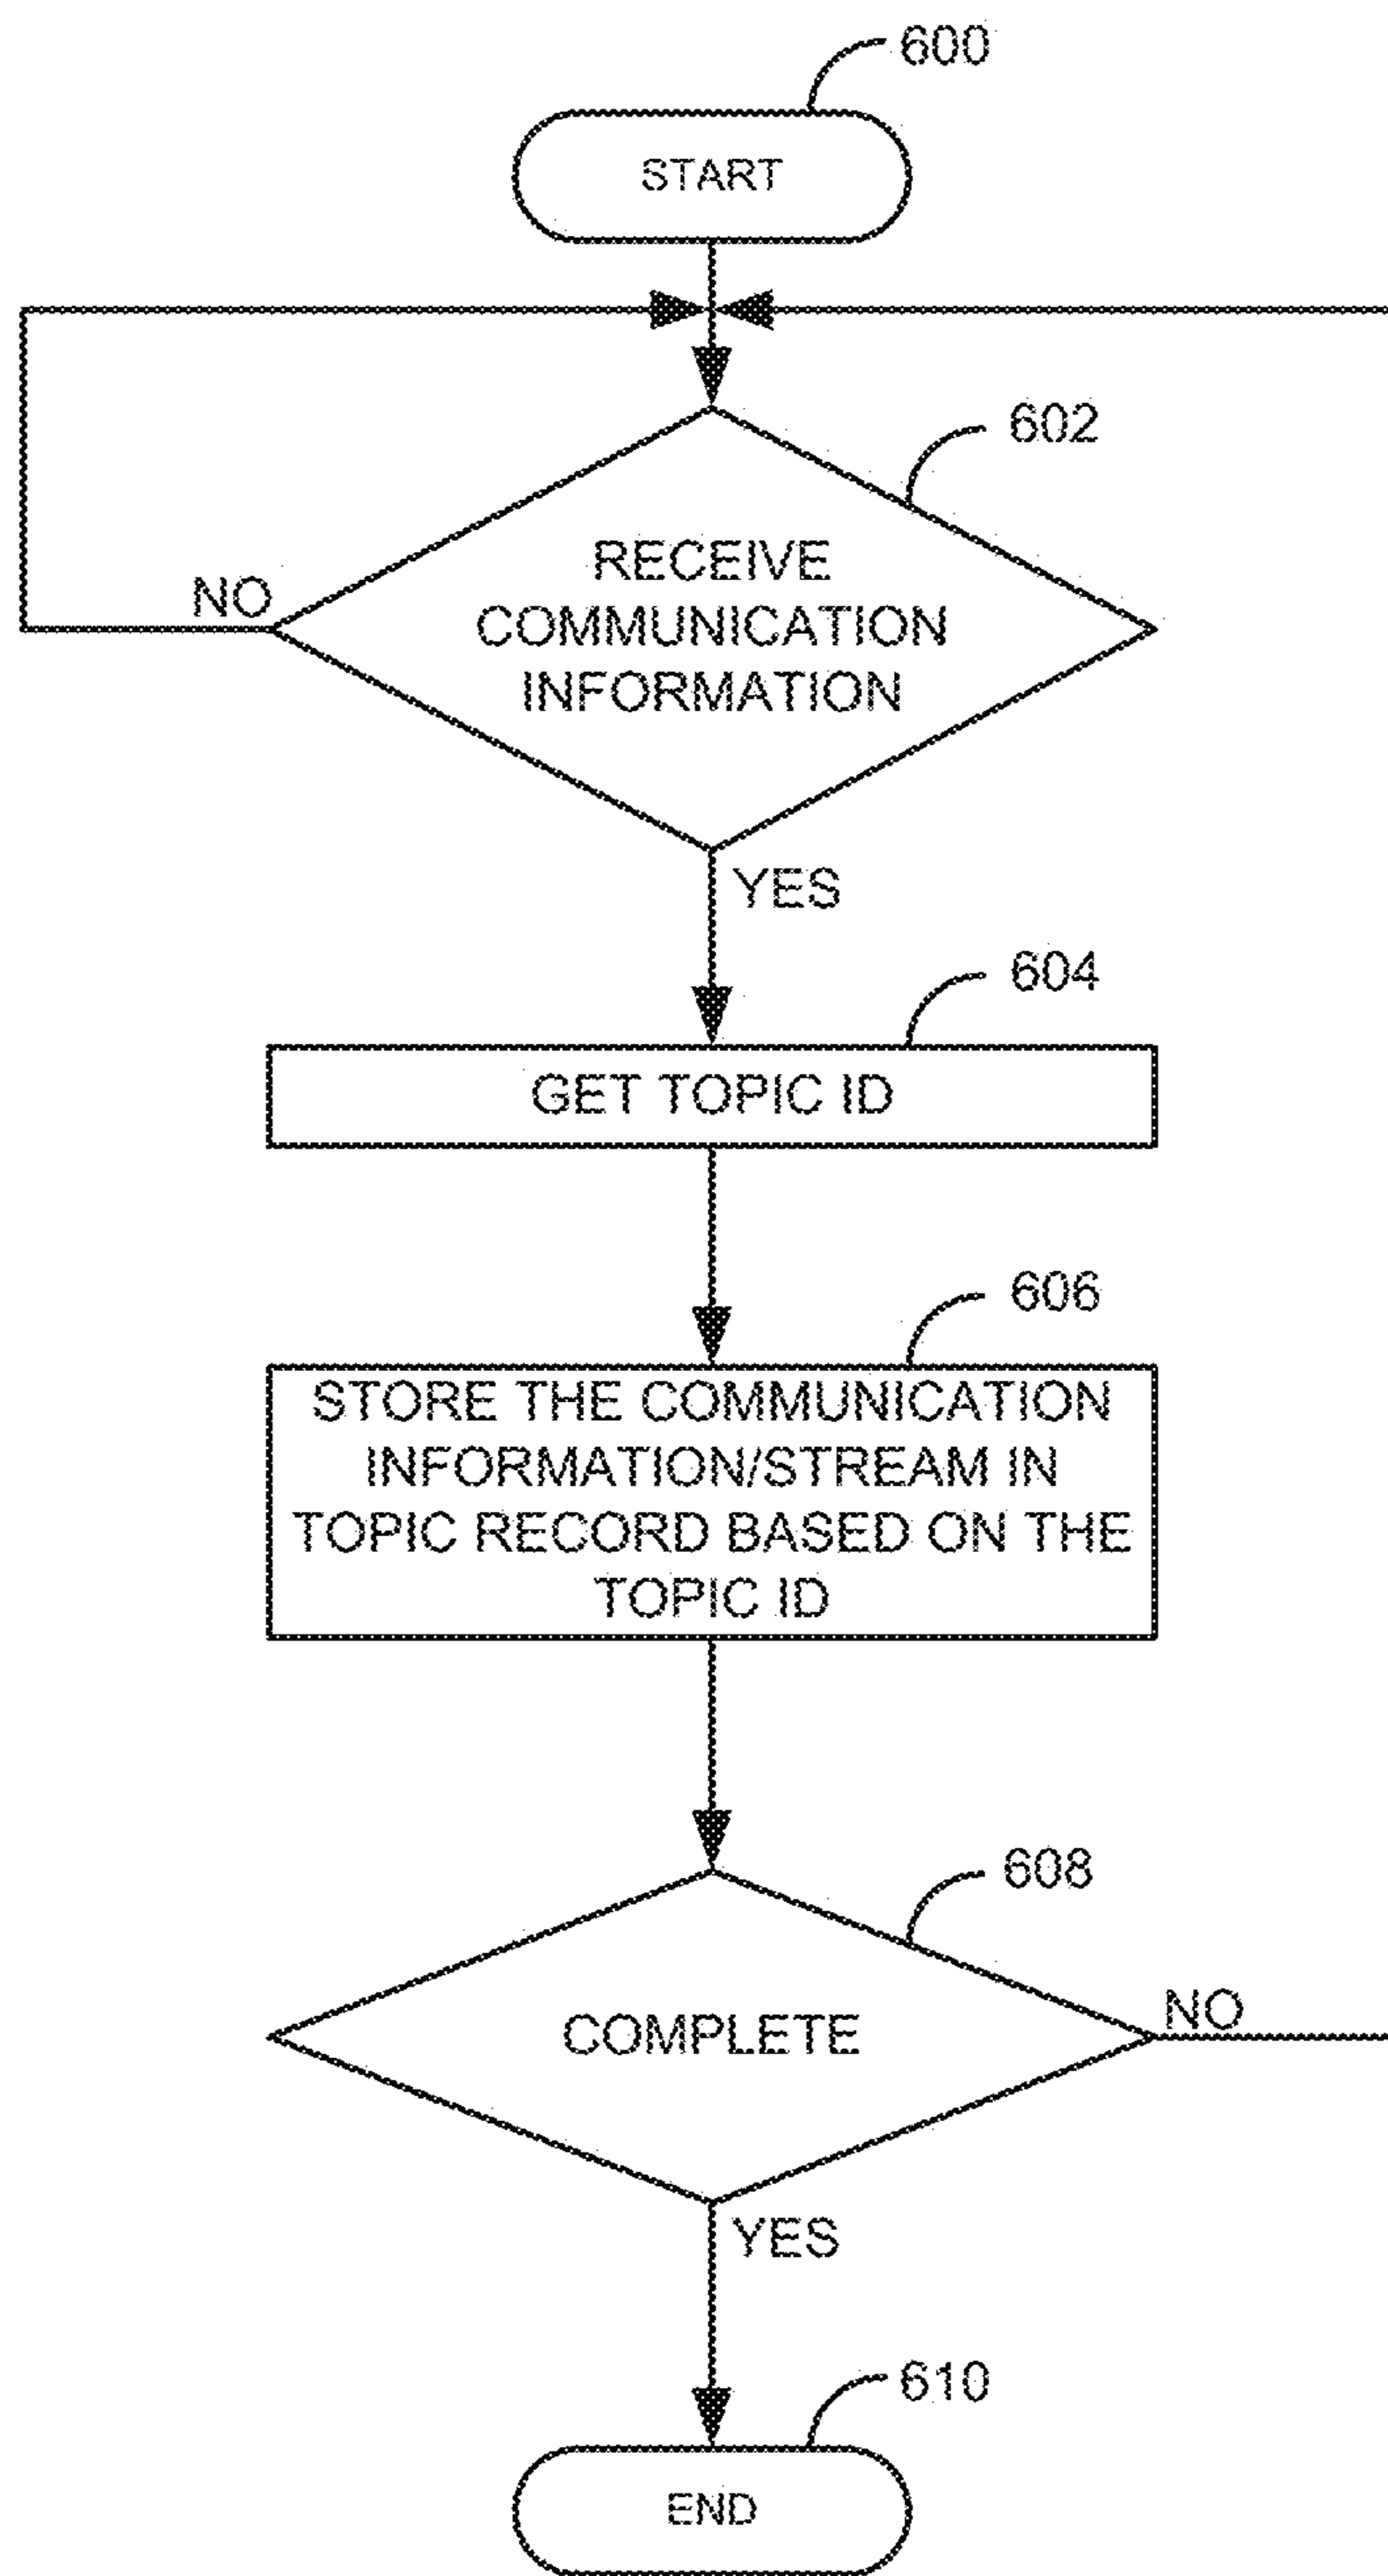 600
START
602
RECEIVE
COMMUNICATION
INFORMATION
NO
YES
604
GET TOPIC ID
606
STORE THE COMMUNICATION
INFORMATION/STREAM IN
TOPIC RECORD BASED ON THE
TOPIC ID
608
COMPLETE
NO
YES
610
END